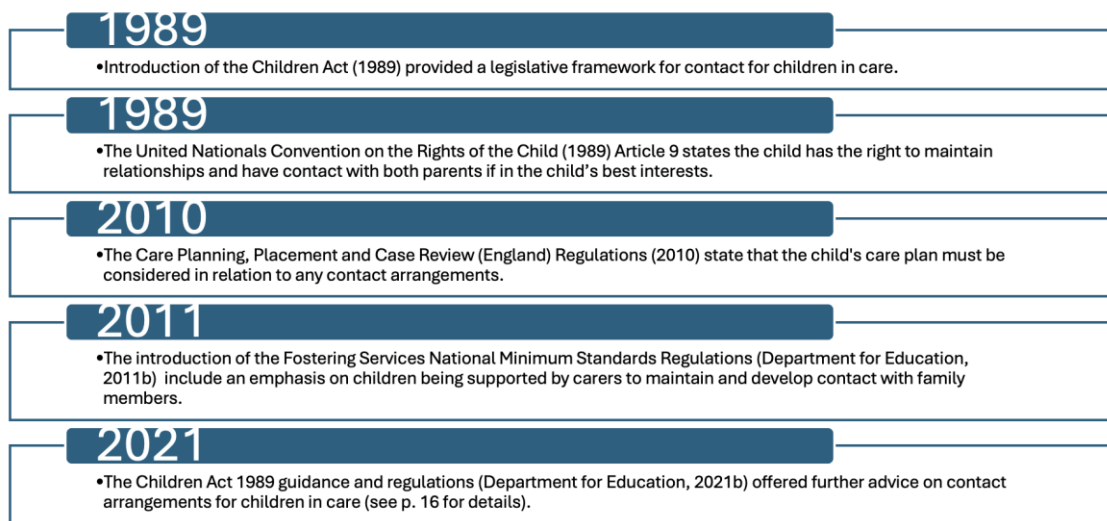 1989
•Introduction of the Children Act (1989) provided a legislative framework for contact for children in care.
1989
•The United Nationals Convention on the Rights of the Child (1989) Article 9 states the child has the right to maintain
relationships and have contact with both parents if in the child’s best interests.
2010
•The Care Planning, Placement and Case Review (England) Regulations (2010) state that the child's care plan must be
considered in relation to any contact arrangements.
2011
•The introduction of the Fostering Services National Minimum Standards Regulations (Department for Education,
2011b) include an emphasis on children being supported by carers to maintain and develop contact with family
members.
2021
•The Children Act 1989 guidance and regulations (Department for Education, 2021b) offered further advice on contact
arrangements for children in care (see p. 16 for details).